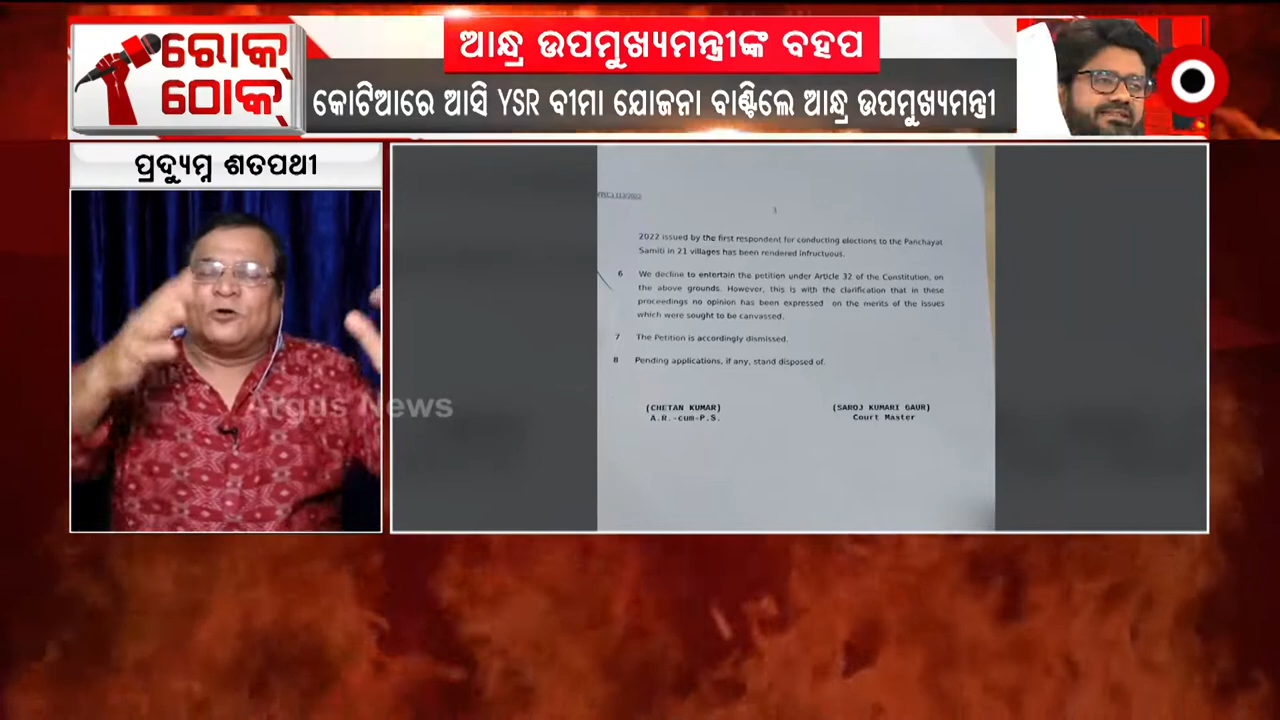 ରୋକ୍
ଠୋକ୍
ଆନ୍ଧ୍ର ଉପମୁଖ୍ୟମନ୍ତ୍ରୀଙ୍କ ବହପ
କୋଟିଆରେ ଆସି YSR ବୀମା ଯୋଜନା ବାଣ୍ଟିଲେ ଆନ୍ଧ୍ର ଉପମୁଖ୍ୟମନ୍ତ୍ରୀ
ପ୍ରଦ୍ୟୁମ୍ନ ଶତପଥୀ
Argus News
3
2022 issued by the first respondent for conducting elections to the Panchayat
Samiti in 21 villages has been rendered infructuous.
6 We decline to entertain the petition under Article 32 of the Constitution, on
the above grounds. However, this is with the clarification that in these
proceedings no opinion has been expressed on the merits of the issues
which were sought to be canvassed.
7 The Petition is accordingly dismissed.
8 Pending applications, if any, stand disposed of.
(CHETAN KUMAR) (SAROJ KUMARI GAUR)
A.R.-cum-P.S. Court Master